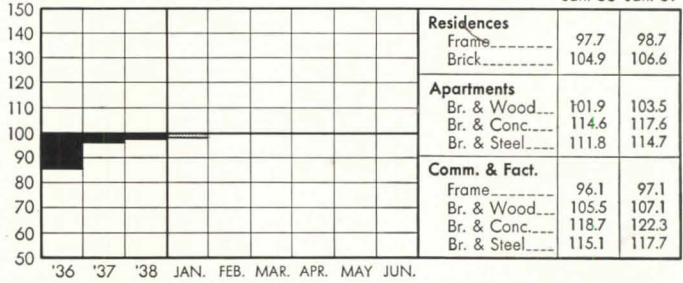 150
140
130
120
110
100
90
80
70
60
50
'36 '37 '38 JAN. FEB. MAR. APR. MAY JUN.
Residences
Frame 97.7 98.7
Brick 104.9 106.6
Apartments
Br. & Wood 101.9 103.5
Br. & Conc. 114.6 117.6
Br. & Steel 111.8 114.7
Comm. & Fact.
Frame 96.1 97.1
Br. & Wood 105.5 107.1
Br. & Conc. 118.7 122.3
Br. & Steel 115.1 117.7